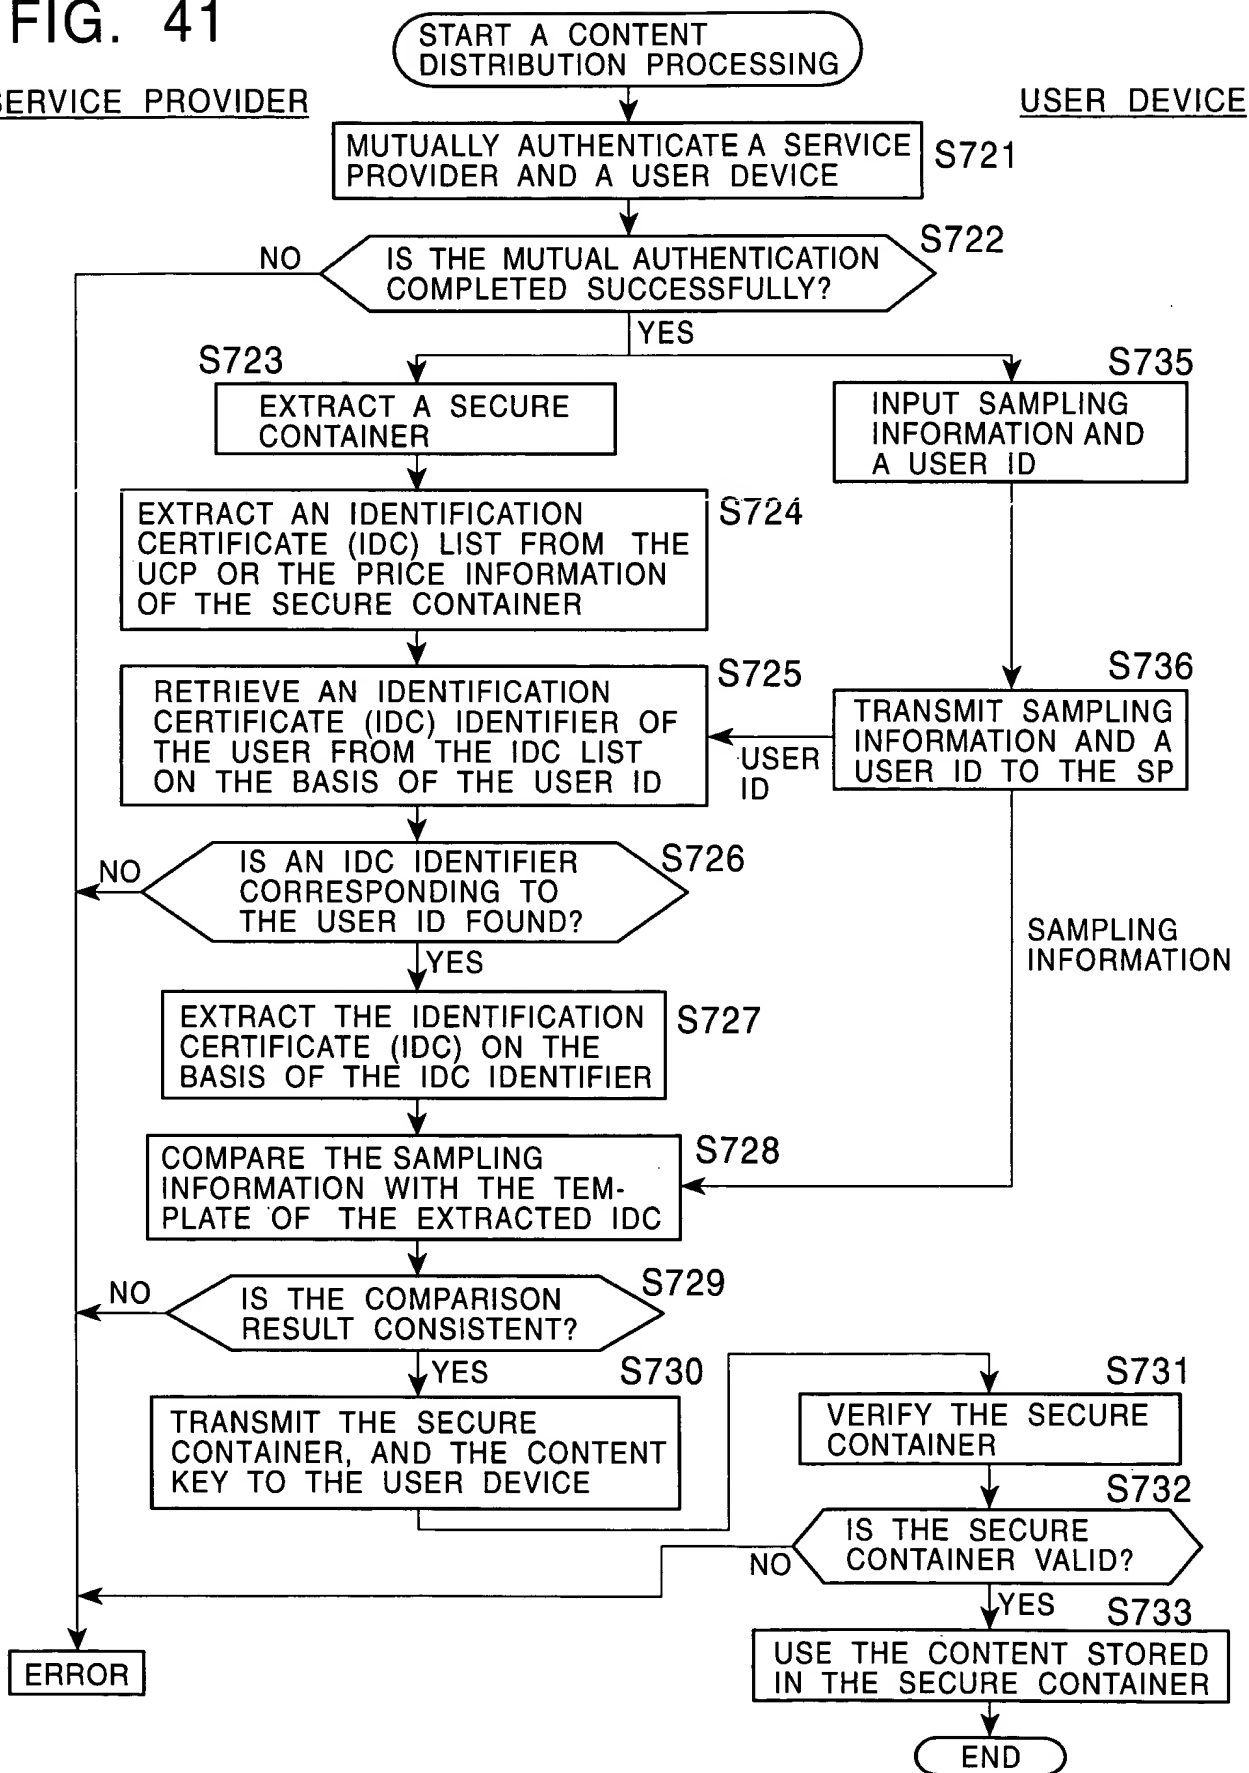 FIG. 41
START A CONTENT
DISTRIBUTION PROCESSING
SERVICE PROVIDER
USER DEVICE
MUTUALLY AUTHENTICATE A SERVICE
PROVIDER AND A USER DEVICE
S721
S722
NO
IS THE MUTUAL AUTHENTICATION
COMPLETED SUCCESSFULLY?
YES
S723
EXTRACT A SECURE
CONTAINER
S735
INPUT SAMPLING
INFORMATION AND
A USER ID
S724
EXTRACT AN IDENTIFICATION
CERTIFICATE (IDC) LIST FROM THE
UCP OR THE PRICE INFORMATION
OF THE SECURE CONTAINER
S725
RETRIEVE AN IDENTIFICATION
CERTIFICATE (IDC) IDENTIFIER OF
THE USER FROM THE IDC LIST
ON THE BASIS OF THE USER ID
S736
TRANSMIT SAMPLING
INFORMATION AND A
USER ID TO THE SP
USER
ID
S726
NO
IS AN IDC IDENTIFIER
CORRESPONDING TO
THE USER ID FOUND?
YES
SAMPLING
INFORMATION
S727
EXTRACT THE IDENTIFICATION
CERTIFICATE (IDC) ON THE
BASIS OF THE IDC IDENTIFIER
S728
COMPARE THE SAMPLING
INFORMATION WITH THE TEM-
PLATE OF THE EXTRACTED IDC
S729
NO
IS THE COMPARISON
RESULT CONSISTENT?
YES
S730
TRANSMIT THE SECURE
CONTAINER, AND THE CONTENT
KEY TO THE USER DEVICE
S731
VERIFY THE SECURE
CONTAINER
S732
IS THE SECURE
CONTAINER VALID?
NO
YES
S733
USE THE CONTENT STORED
IN THE SECURE CONTAINER
ERROR
END